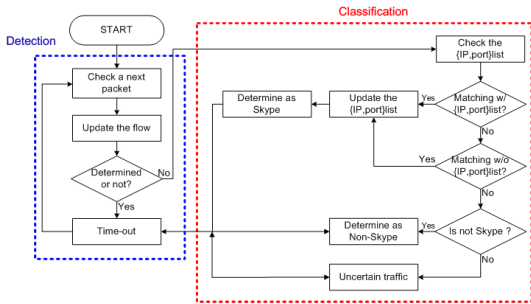 Classification
Detection
START
Check a next
packet
Update the flow
Determined
or not?
No
Yes
Time-out
Check the
{IP,port}list
Matching w/
{IP,port}list?
Yes
No
Update the
{IP,port}list
Determine as
Skype
Matching w/o
{IP,port}list?
Yes
No
Is not Skype ?
Yes
No
Determine as
Non-Skype
Uncertain traffic